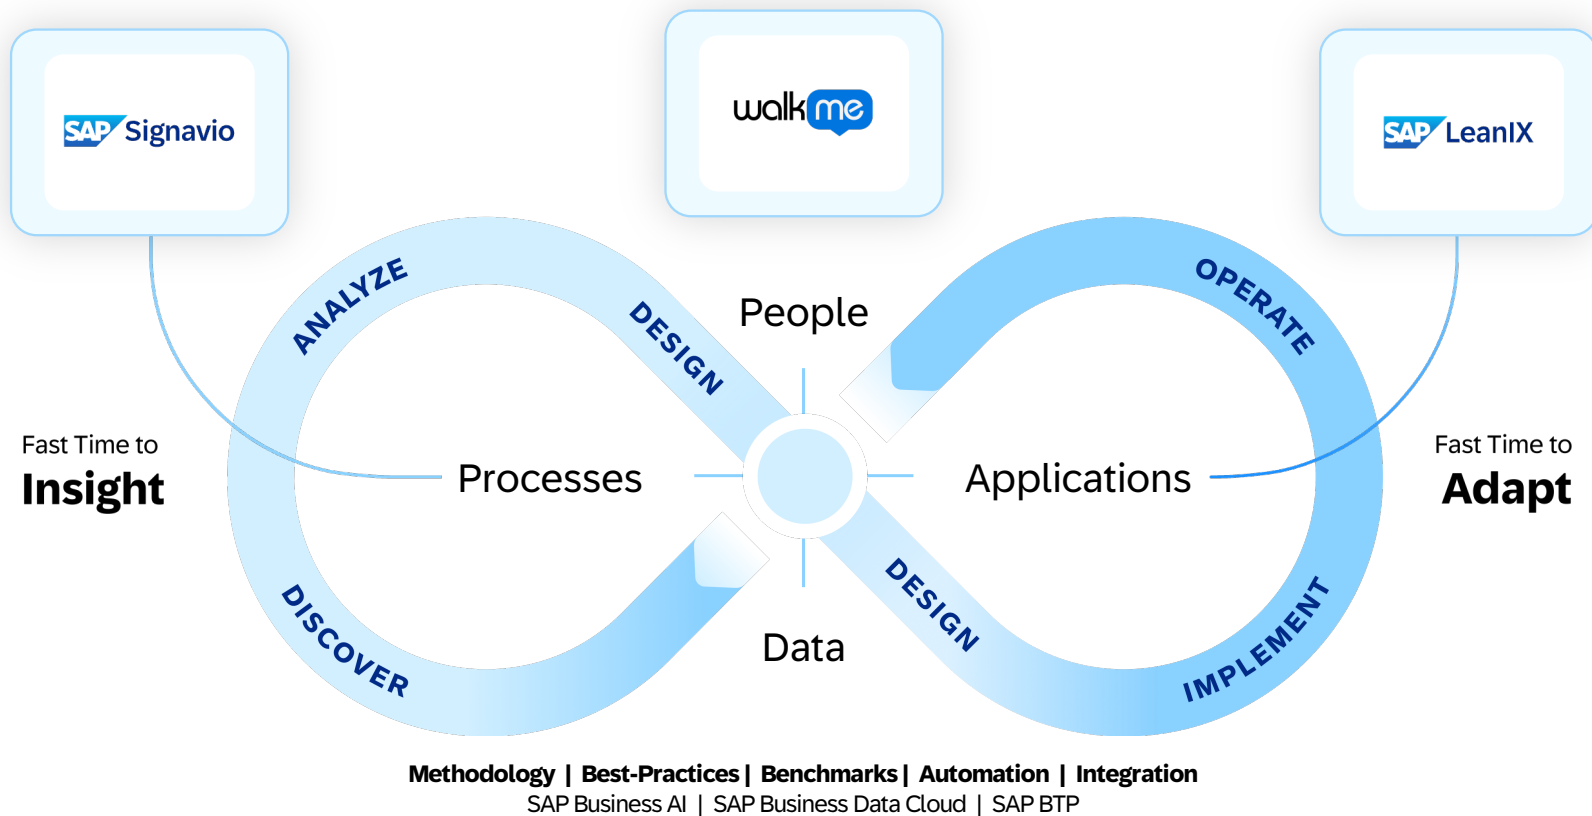 SAP Signavio
walkme
SAP LeanIX
ANALYZE
DESIGN
People
OPERATE
Fast Time to
Insight
Processes
Applications
Fast Time to
Adapt
DISCOVER
Data
DESIGN
IMPLEMENT
Methodology | Best-Practices | Benchmarks | Automation | Integration
SAP Business AI | SAP Business Data Cloud | SAP BTP